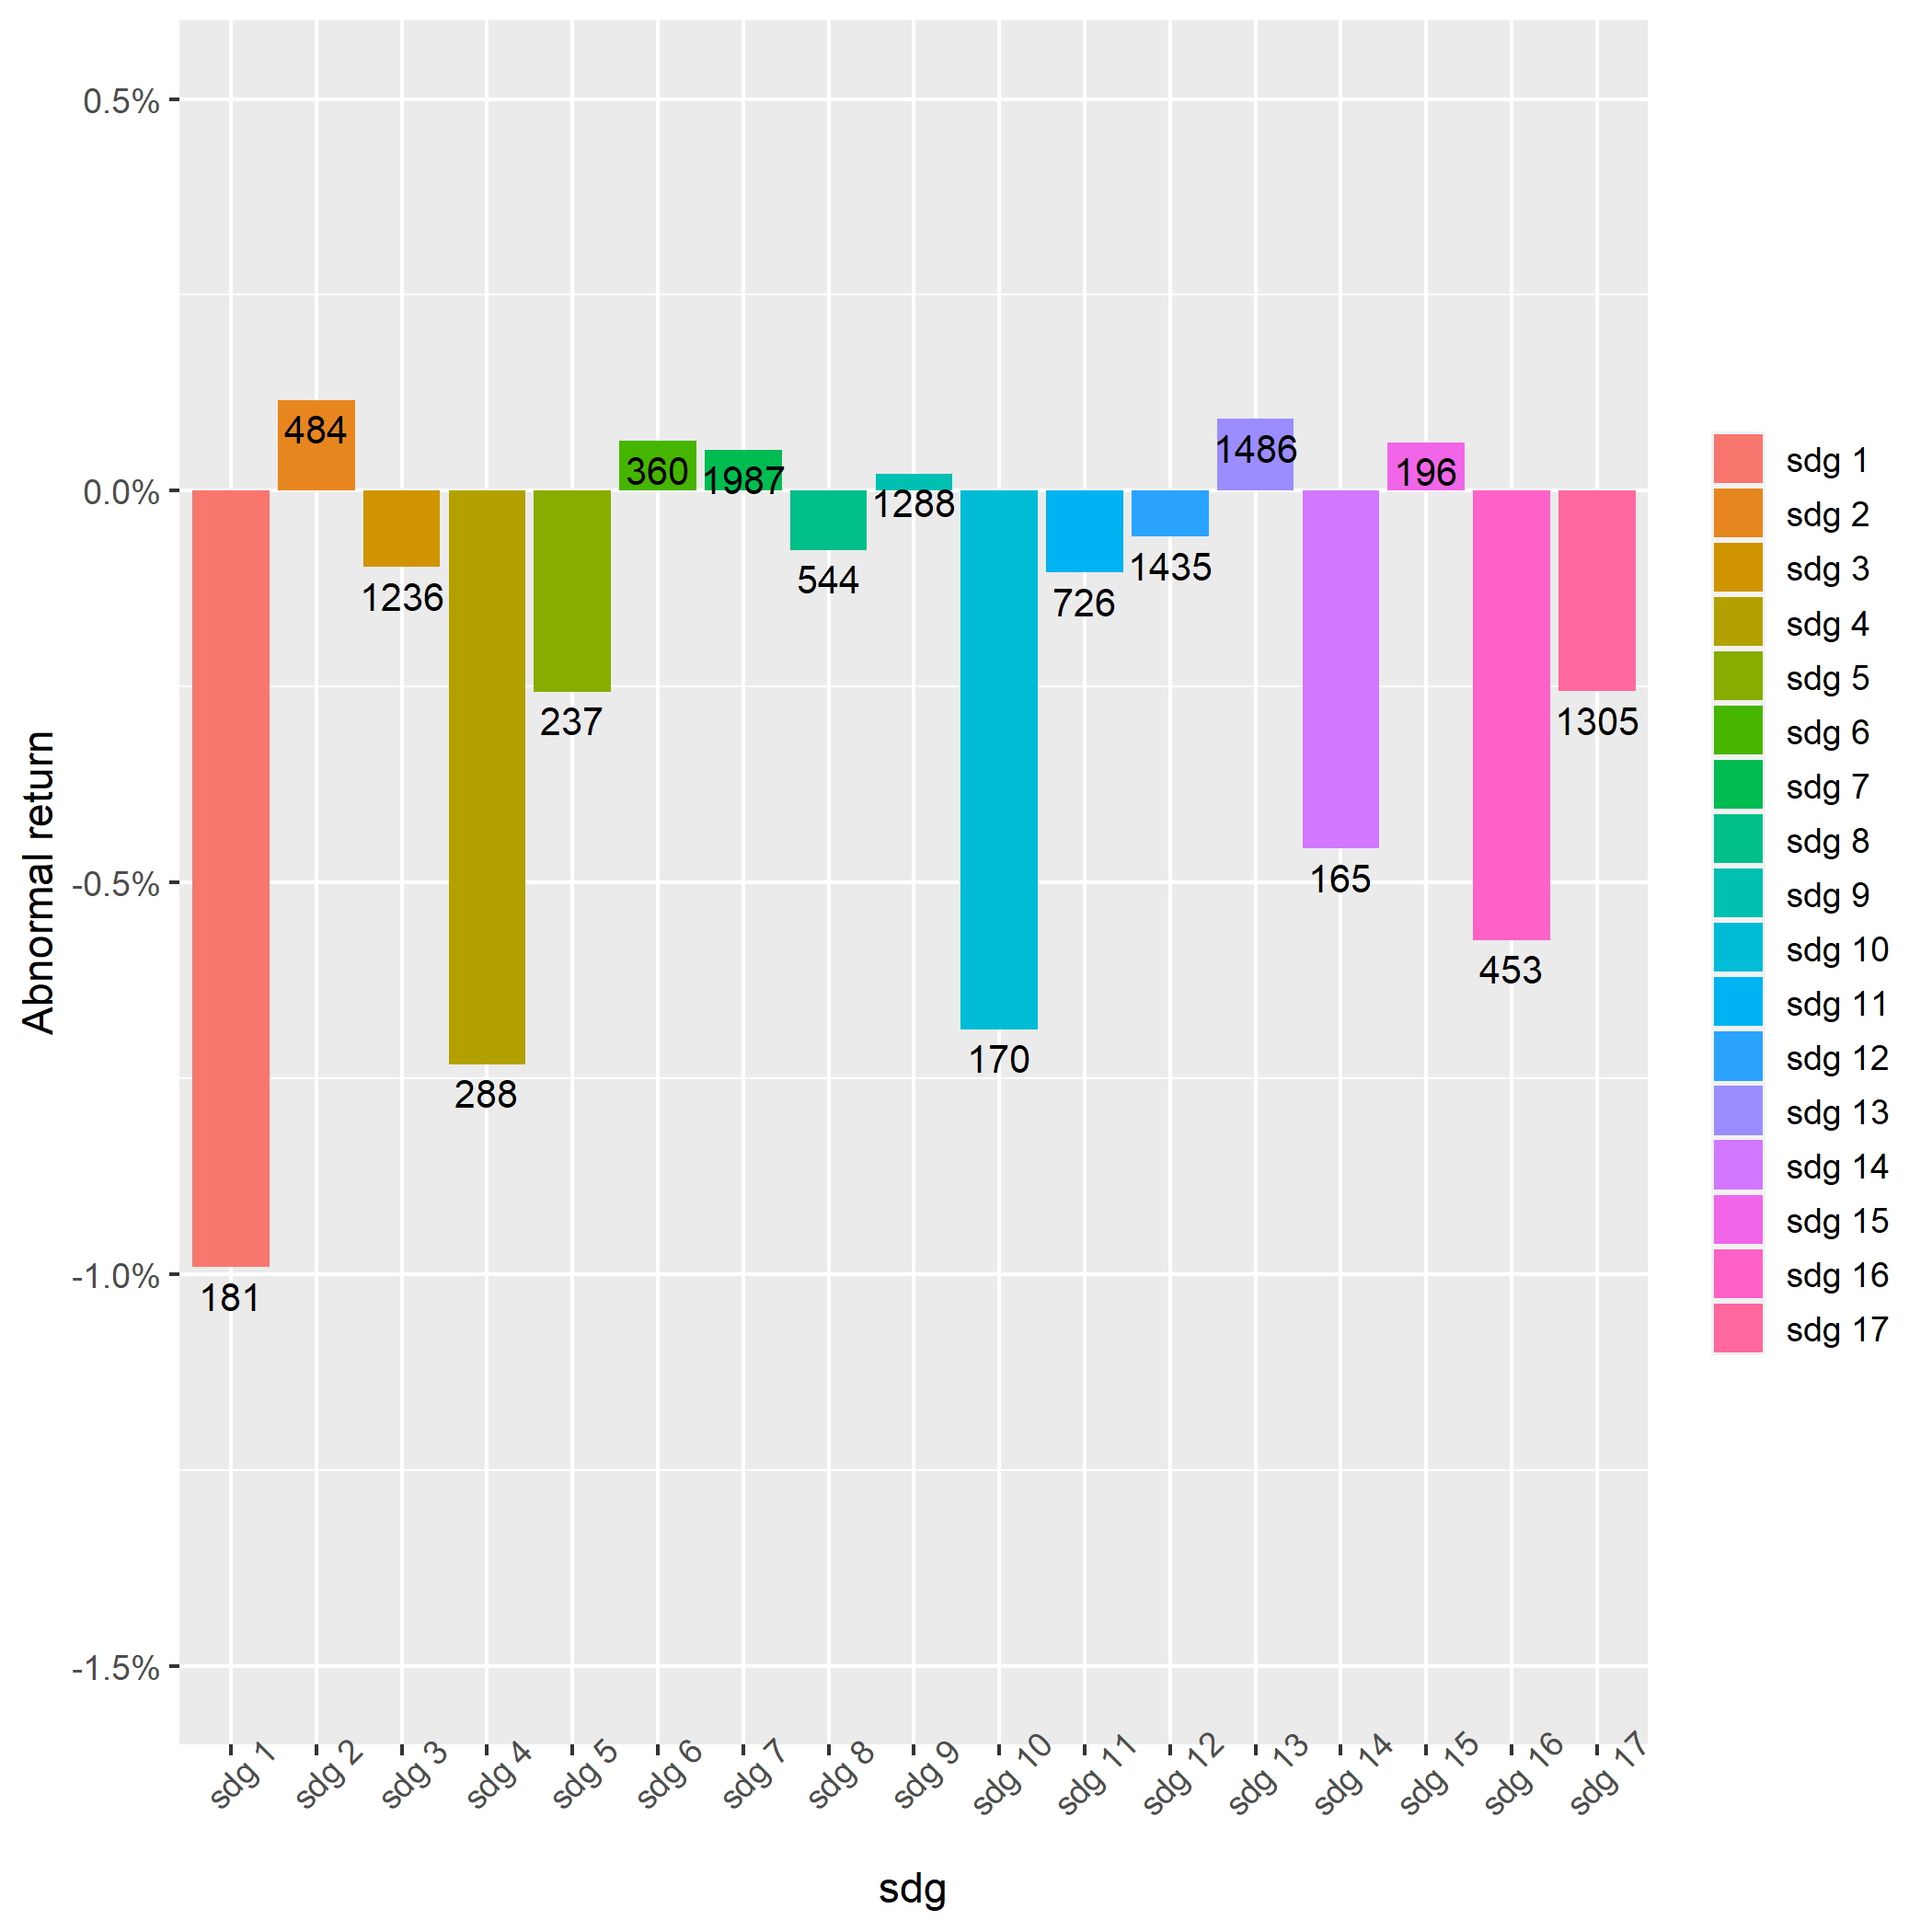 0.5%
0.0%
-0.5%
-1.0%
-1.5%
Abnormal return
181
484
1236
288
237
360
1987
544
1288
170
726
1435
1486
165
196
453
1305
sdg 1
sdg 2
sdg 3
sdg 4
sdg 5
sdg 6
sdg 7
sdg 8
sdg 9
sdg 10
sdg 11
sdg 12
sdg 13
sdg 14
sdg 15
sdg 16
sdg 17
sdg
sdg 1
sdg 2
sdg 3
sdg 4
sdg 5
sdg 6
sdg 7
sdg 8
sdg 9
sdg 10
sdg 11
sdg 12
sdg 13
sdg 14
sdg 15
sdg 16
sdg 17